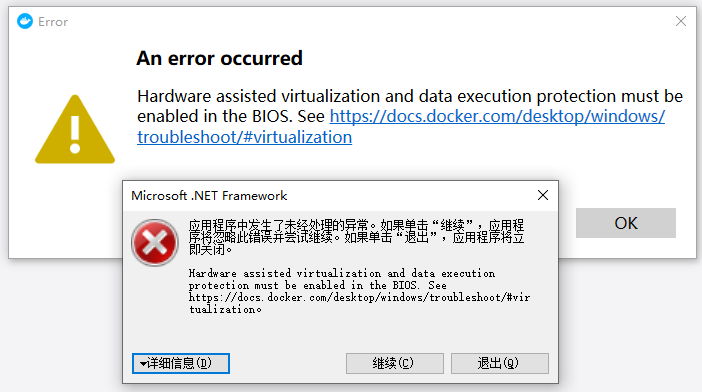 Error
An error occurred
Hardware assisted virtualization and data execution protection must be
enabled in the BIOS. See https://docs.docker.com/desktop/windows/
troubleshoot/#virtualization
OK
Microsoft .NET Framework
应用程序中发生了未经处理的异常。如果单击“继续”，应用程
序将忽略此错误并尝试继续。如果单击“退出”，应用程序将立
即关闭。
Hardware assisted virtualization and data execution
protection must be enabled in the BIOS. See
https://docs.docker.com/desktop/windows/troubleshoot/#vir
tualization。
详细信息(D)
继续(C)
退出(Q)